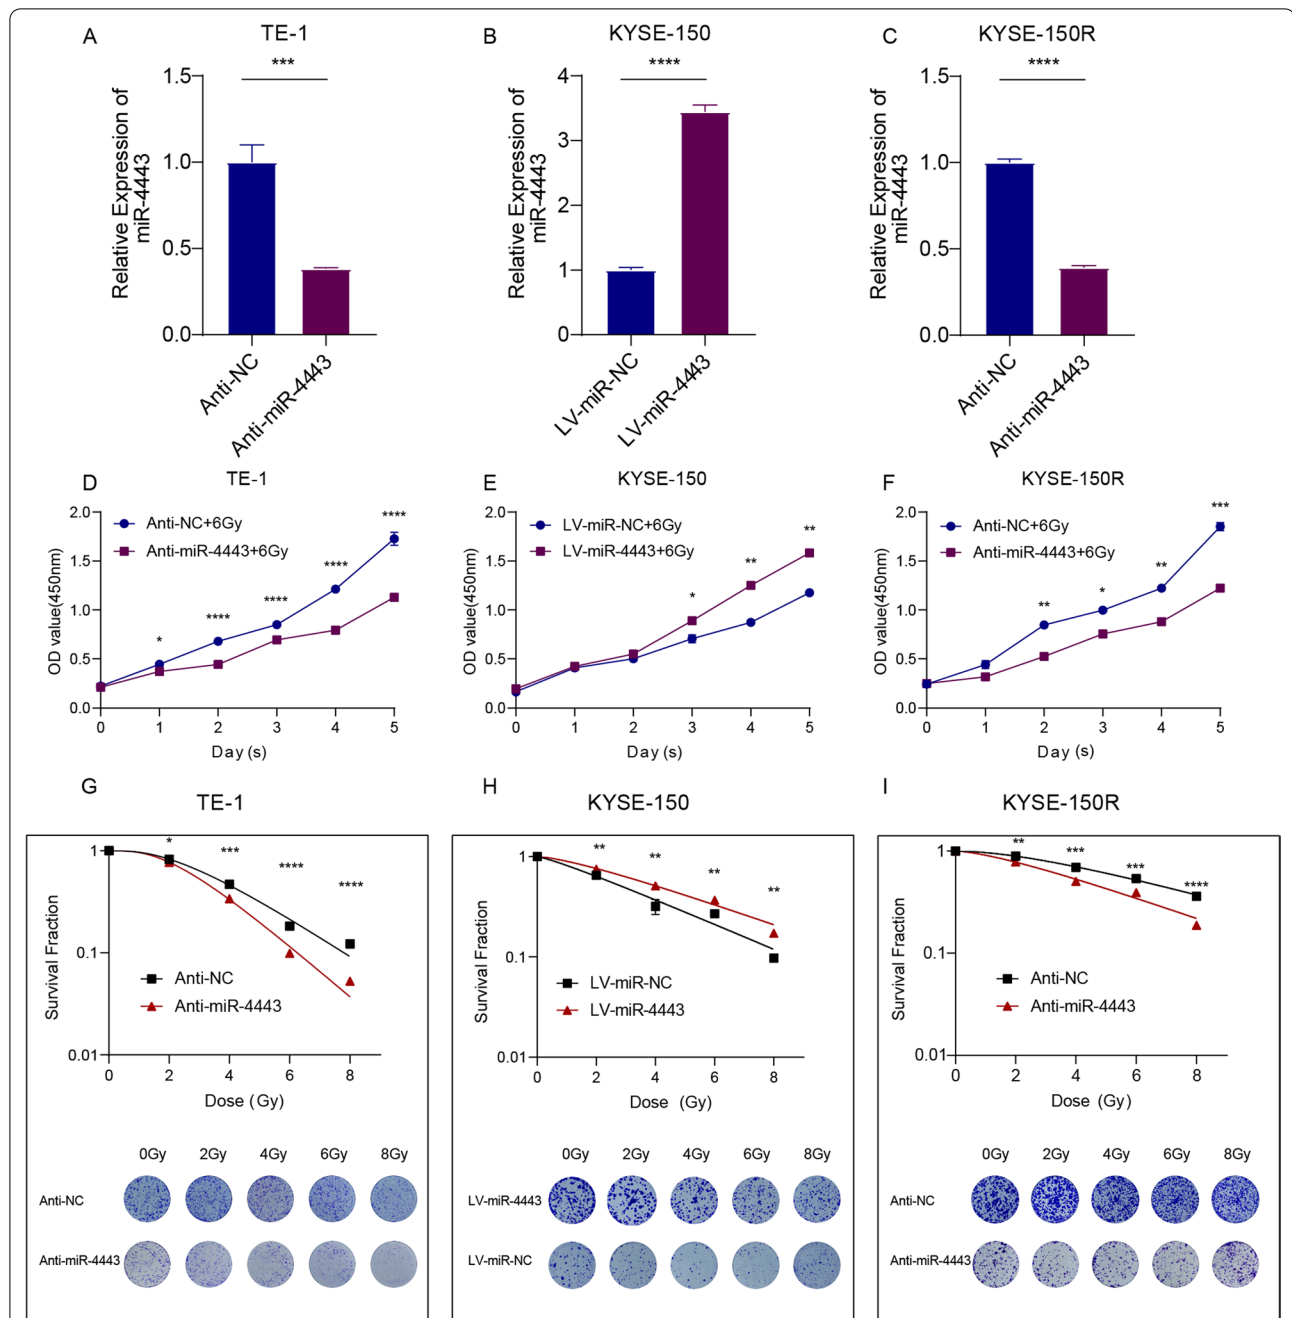 A TE-1
***
Relative Expression of
miR-4443
1.5
1.0
0.5
0.0
Anti-NC
Anti-miR-4443
B KYSE-150
****
Relative Expression of
miR-4443
4
3
2
1
0
LV-miR-NC
LV-miR-4443
C KYSE-150R
****
Relative Expression of
miR-4443
1.5
1.0
0.5
0.0
Anti-NC
Anti-miR-4443
D TE-1
OD value(450nm)
2.0
1.5
1.0
0.5
0.0
Anti-NC+6Gy
Anti-miR-4443+6Gy
* **** **** **** ****
0 1 2 3 4 5
Day (s)
E KYSE-150
OD value(450nm)
2.0
1.5
1.0
0.5
0.0
LV-miR-NC+6Gy
LV-miR-4443+6Gy
* ** **
0 1 2 3 4 5
Day (s)
F KYSE-150R
OD value(450nm)
2.0
1.5
1.0
0.5
0.0
Anti-NC+6Gy
Anti-miR-4443+6Gy
** * ** ***
0 1 2 3 4 5
Day (s)
G TE-1
Survival Fraction
1
0.1
0.01
* *** **** ****
Anti-NC
Anti-miR-4443
0 2 4 6 8
Dose (Gy)
0Gy 2Gy 4Gy 6Gy 8Gy
Anti-NC
Anti-miR-4443
H KYSE-150
Survival Fraction
1
0.1
0.01
** ** ** **
LV-miR-NC
LV-miR-4443
0 2 4 6 8
Dose (Gy)
0Gy 2Gy 4Gy 6Gy 8Gy
LV-miR-4443
LV-miR-NC
I KYSE-150R
Survival Fraction
1
0.1
0.01
** *** *** ****
Anti-NC
Anti-miR-4443
0 2 4 6 8
Dose (Gy)
0Gy 2Gy 4Gy 6Gy 8Gy
Anti-NC
Anti-miR-4443